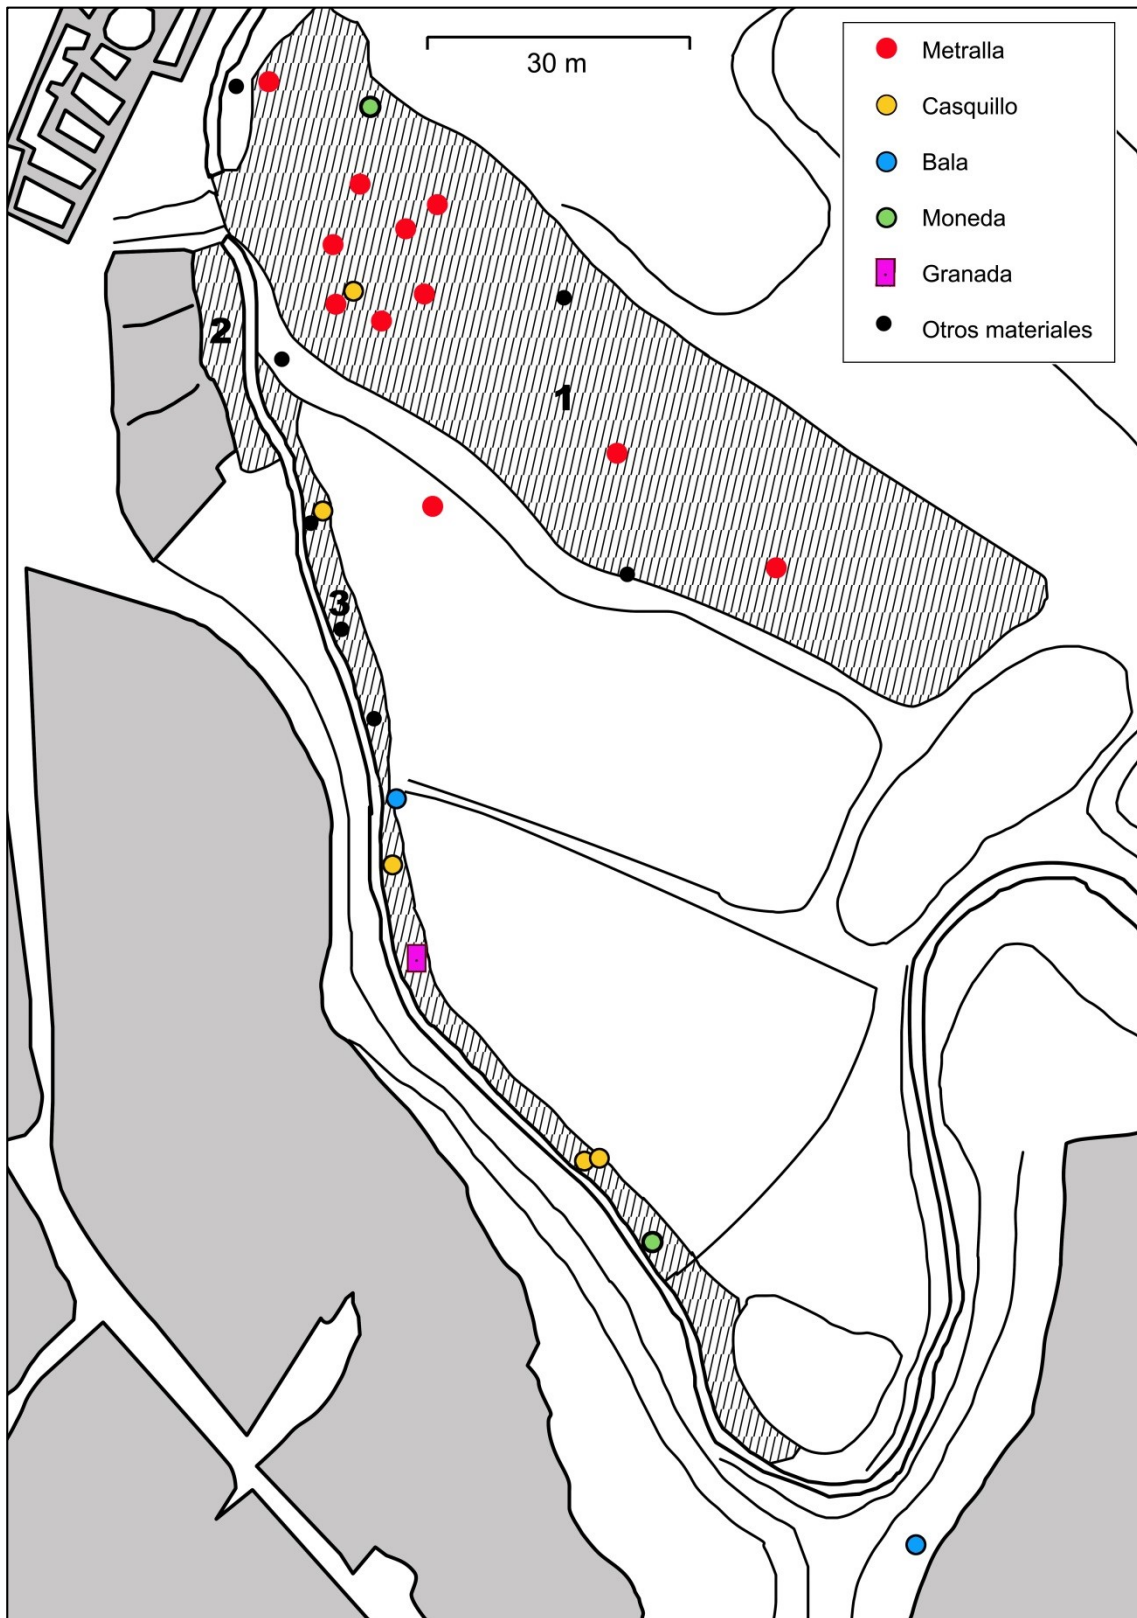 30 m
Metralla
Casquillo
Bala
Moneda
Granada
Otros materiales
2
1
3